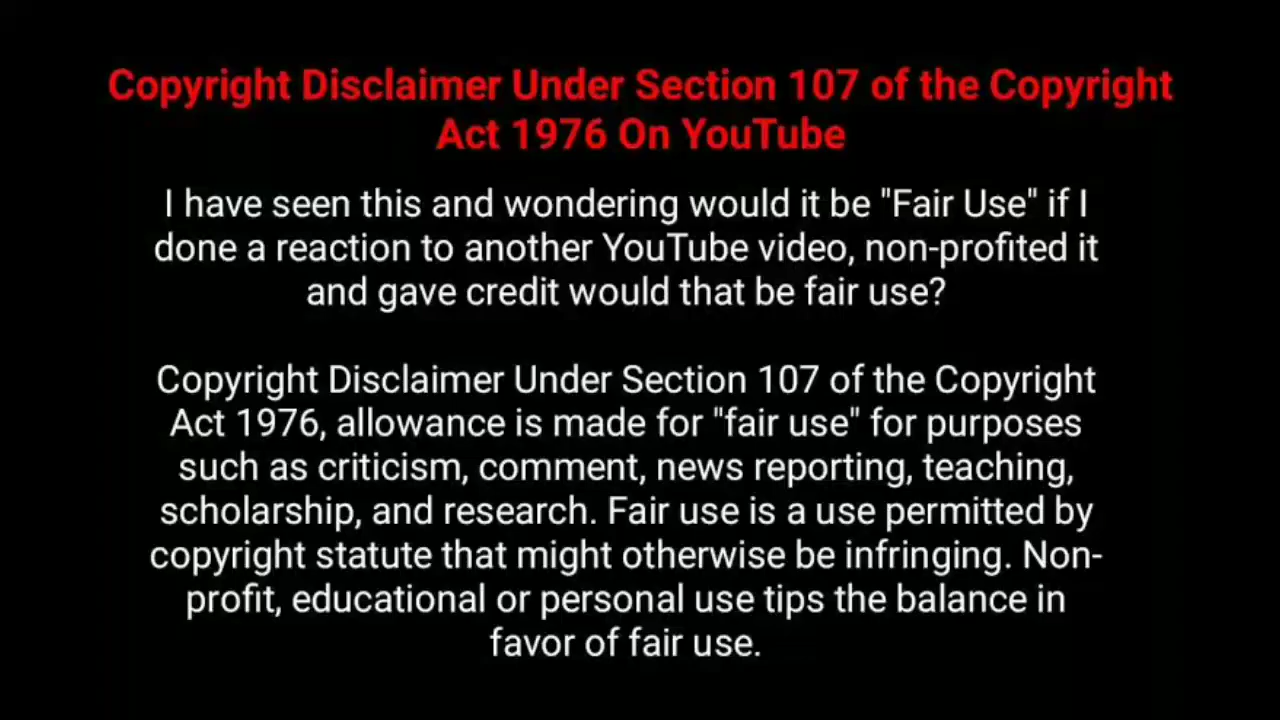 Copyright Disclaimer Under Section 107 of the Copyright
Act 1976 On YouTube
I have seen this and wondering would it be "Fair Use" if I
done a reaction to another YouTube video, non-profited it
and gave credit would that be fair use?
Copyright Disclaimer Under Section 107 of the Copyright
Act 1976, allowance is made for "fair use" for purposes
such as criticism, comment, news reporting, teaching,
scholarship, and research. Fair use is a use permitted by
copyright statute that might otherwise be infringing. Non-
profit, educational or personal use tips the balance in
favor of fair use.